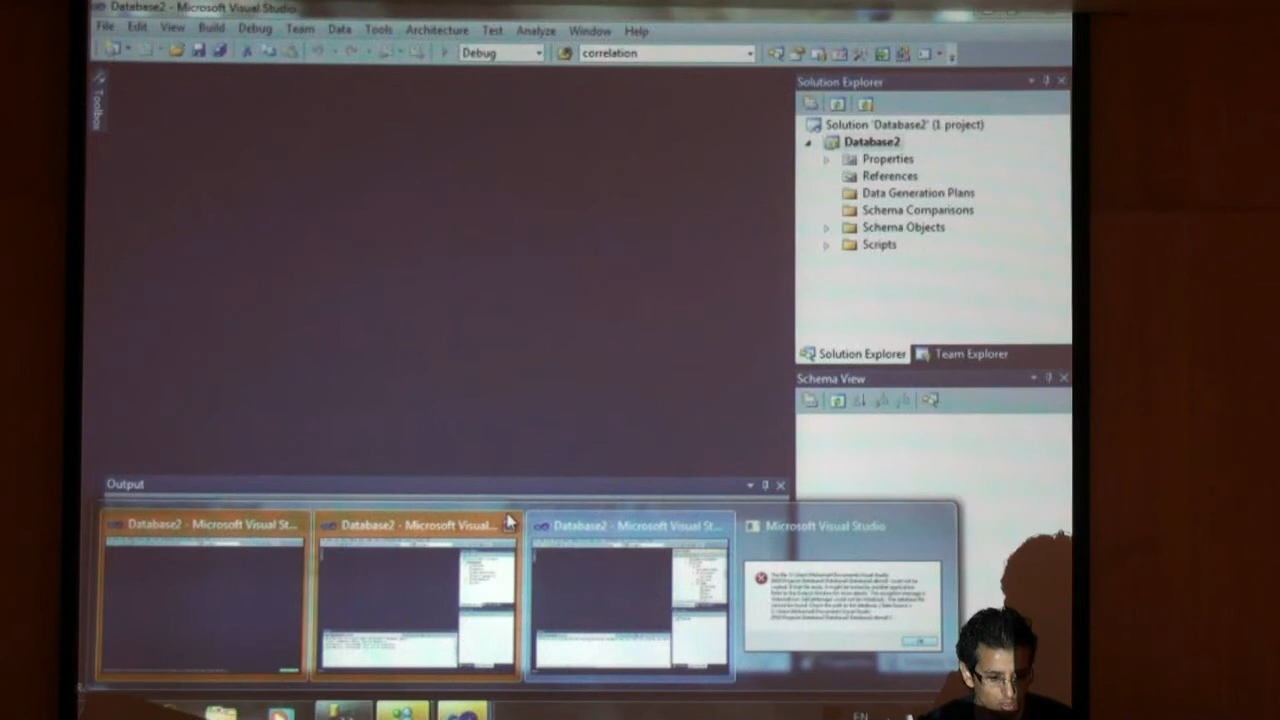 Database2 - Microsoft Visual Studio
File Edit View Build Debug Team Data Tools Architecture Test Analyze Window Help
Debug correlation
Toolbox
Solution Explorer
Solution 'Database2' (1 project)
Database2
Properties
References
Data Generation Plans
Schema Comparisons
Schema Objects
Scripts
Solution Explorer Team Explorer
Schema View
Output
Database2 - Microsoft Visual St... Database2 - Microsoft Visual... Database2 - Microsoft Visual St... Microsoft Visual Studio
EN